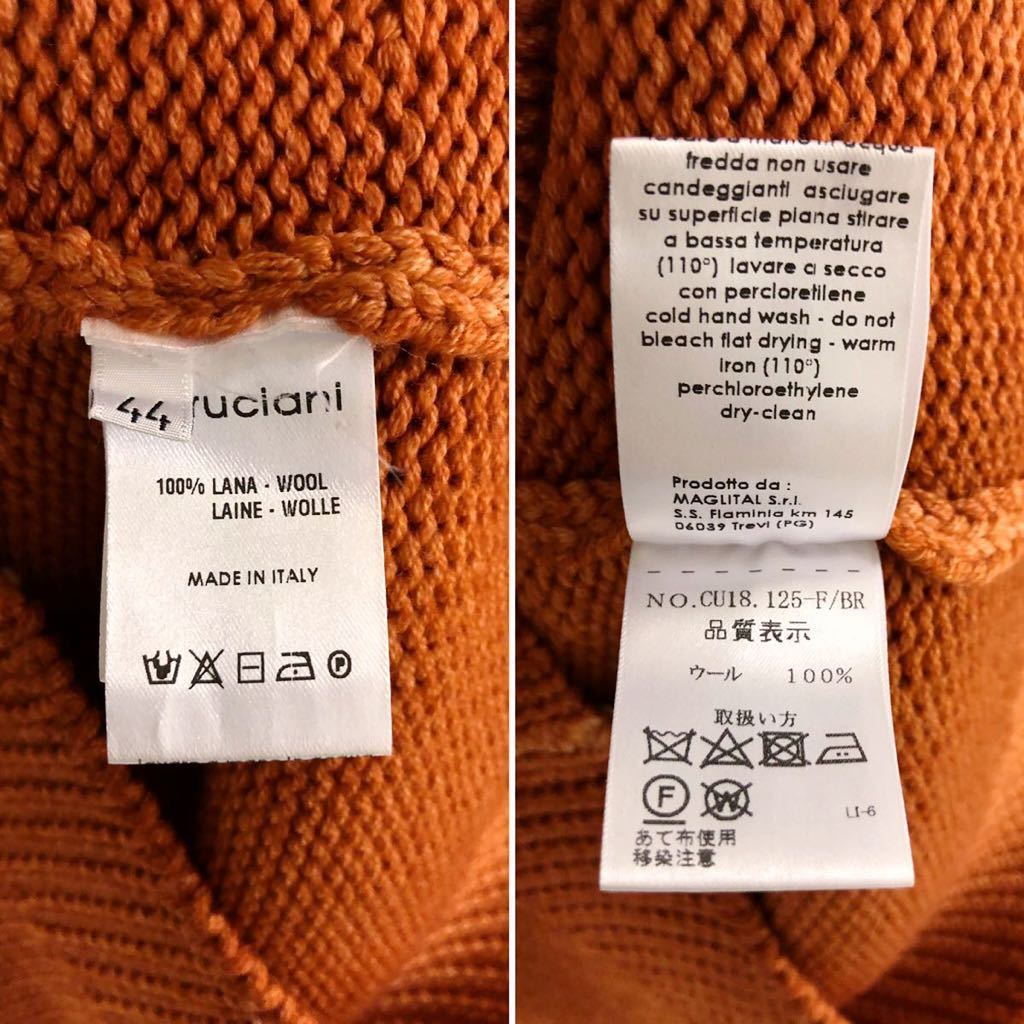 44
ruciani
100% LANA - WOOL
LAINE - WOLLE
MADE IN ITALY
P
fredda non usare
candeggianti asciugare
su superficie piana stirare
a bassa temperatura
(110°) lavare a secco
con percloretilene
cold hand wash - do not
bleach flat drying - warm
iron (110°)
perchloroethylene
dry-clean
Prodotto da :
MAGLITAL S.r.l.
S.S. Flaminia km 145
06039 Trevi (PG)
NO.CU18.125-F/BR
品質表示
ウール 100%
取扱い方
F W
LI-6
あて布使用
移染注意